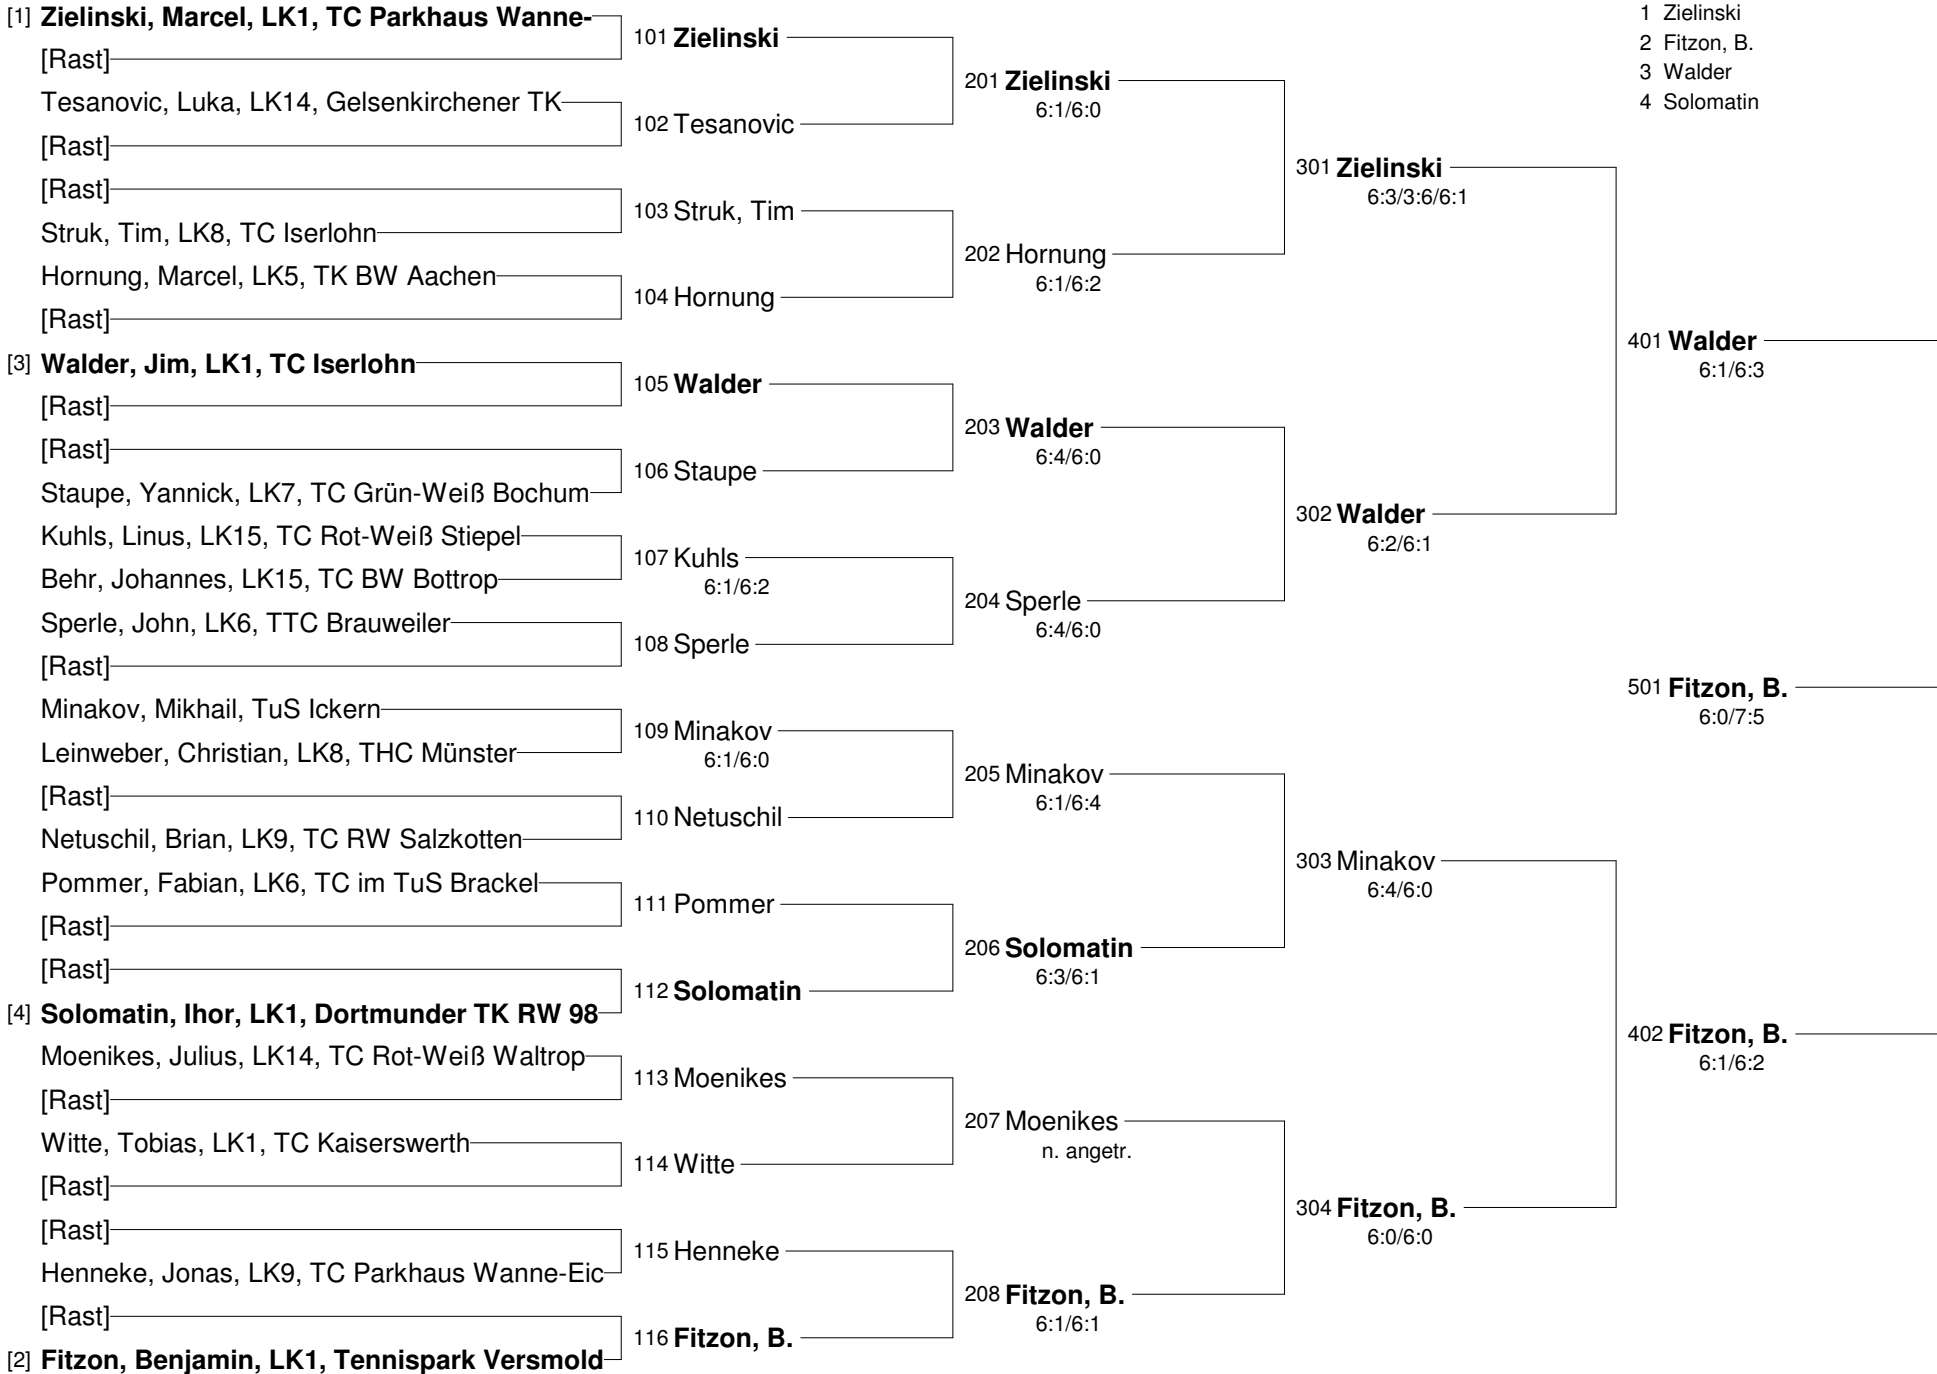 [1] Zielinski, Marcel, LK1, TC Parkhaus Wanne-
[Rast]
Tesanovic, Luka, LK14, Gelsenkirchener TK
[Rast]
[Rast]
Struk, Tim, LK8, TC Iserlohn
Hornung, Marcel, LK5, TK BW Aachen
[Rast]
[3] Walder, Jim, LK1, TC Iserlohn
[Rast]
[Rast]
Staupe, Yannick, LK7, TC Grün-Weiß Bochum
Kuhls, Linus, LK15, TC Rot-Weiß Stiepel
Behr, Johannes, LK15, TC BW Bottrop
Sperle, John, LK6, TTC Brauweiler
[Rast]
Minakov, Mikhail, TuS Ickern
Leinweber, Christian, LK8, THC Münster
[Rast]
Netuschil, Brian, LK9, TC RW Salzkotten
Pommer, Fabian, LK6, TC im TuS Brackel
[Rast]
[Rast]
[4] Solomatin, Ihor, LK1, Dortmunder TK RW 98
Moenikes, Julius, LK14, TC Rot-Weiß Waltrop
[Rast]
Witte, Tobias, LK1, TC Kaiserswerth
[Rast]
[Rast]
Henneke, Jonas, LK9, TC Parkhaus Wanne-Eic
[Rast]
[2] Fitzon, Benjamin, LK1, Tennispark Versmold
101 Zielinski
102 Tesanovic
103 Struk, Tim
104 Hornung
105 Walder
106 Staupe
107 Kuhls
6:1/6:2
108 Sperle
109 Minakov
6:1/6:0
110 Netuschil
111 Pommer
112 Solomatin
113 Moenikes
114 Witte
115 Henneke
116 Fitzon, B.
201 Zielinski
6:1/6:0
202 Hornung
6:1/6:2
203 Walder
6:4/6:0
204 Sperle
6:4/6:0
205 Minakov
6:1/6:4
206 Solomatin
6:3/6:1
207 Moenikes
n. angetr.
208 Fitzon, B.
6:1/6:1
301 Zielinski
6:3/3:6/6:1
302 Walder
6:2/6:1
303 Minakov
6:4/6:0
304 Fitzon, B.
6:0/6:0
1 Zielinski
2 Fitzon, B.
3 Walder
4 Solomatin
401 Walder
6:1/6:3
501 Fitzon, B.
6:0/7:5
402 Fitzon, B.
6:1/6:2